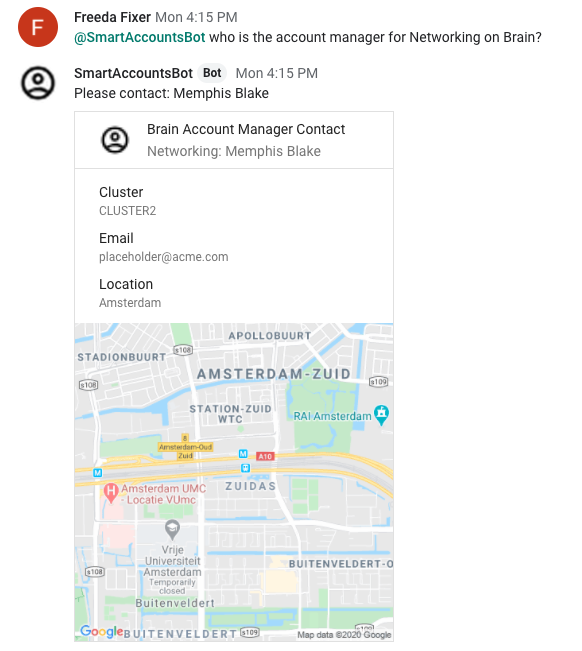 F
Freeda Fixer Mon 4:15 PM
@SmartAccountsBot who is the account manager for Networking on Brain?
SmartAccountsBot Bot Mon 4:15 PM
Please contact: Memphis Blake
Brain Account Manager Contact
Networking: Memphis Blake
Cluster
CLUSTER2
Email
placeholder@acme.com
Location
Amsterdam
APOLLOBUURT
STADIONBUURT
s108
s108
AMSTERDAM-ZUID
s109
STATION-ZUID
WTC
RAI Amsterdam
8
Amsterdam-Oud
Zuid
M
A10
M
ZUIDAS
H
Amsterdam UMC
- Locatie VUmc
Vrije
Universiteit
Amsterdam
Temporarily
closed
s108
BUITENVELDERT-O
Buitenveldert
Google
BUITENVELDERT
s109
s109
Map data ©2020 Google